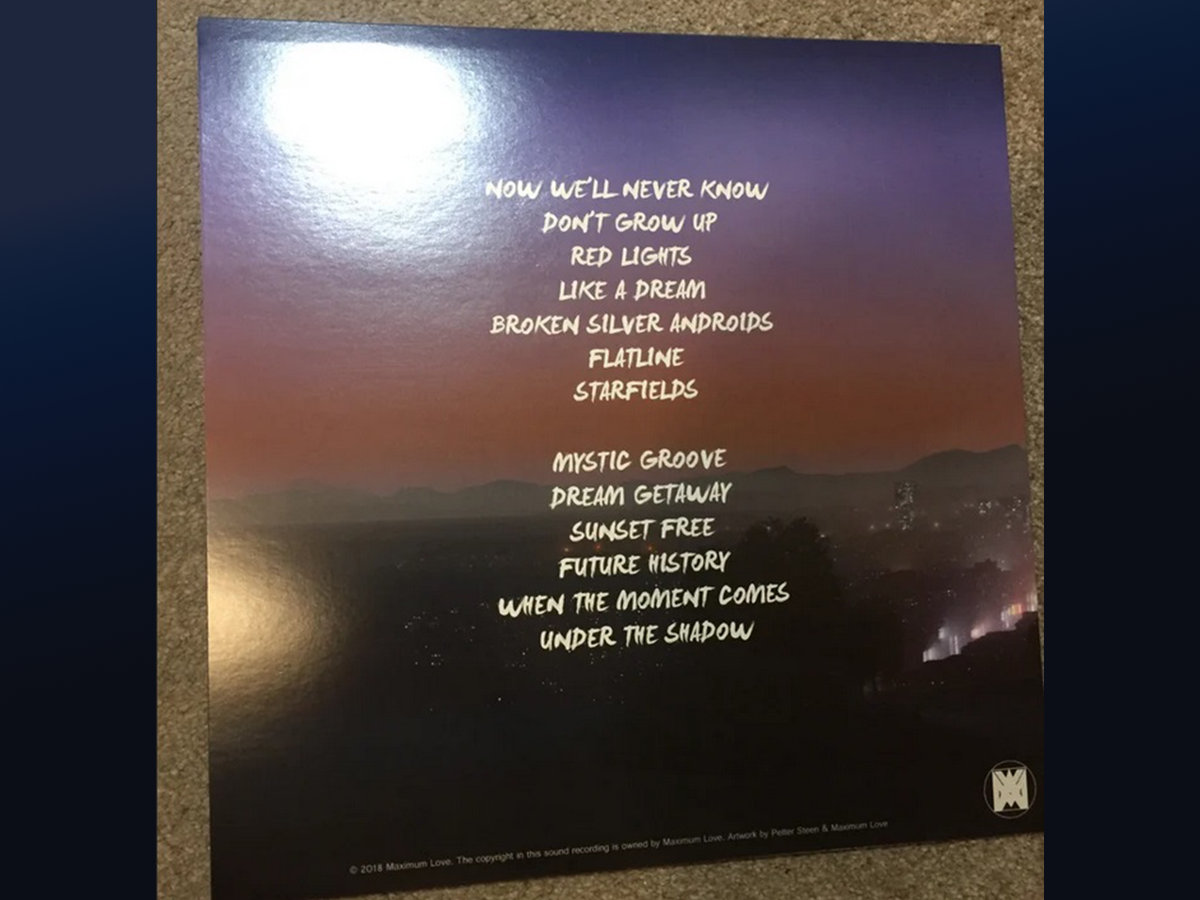 NOW WE'LL NEVER KNOW
DON'T GROW UP
RED LIGHTS
LIKE A DREAM
BROKEN SILVER ANDROIDS
FLATLINE
STARFIELDS
MYSTIC GROOVE
DREAM GETAWAY
SUNSET FREE
FUTURE HISTORY
WHEN THE MOMENT COMES
UNDER THE SHADOW
© 2018 Maximum Love. The copyright in this sound recording is owned by Maximum Love. Artwork by Petter Steen & Maximum Love